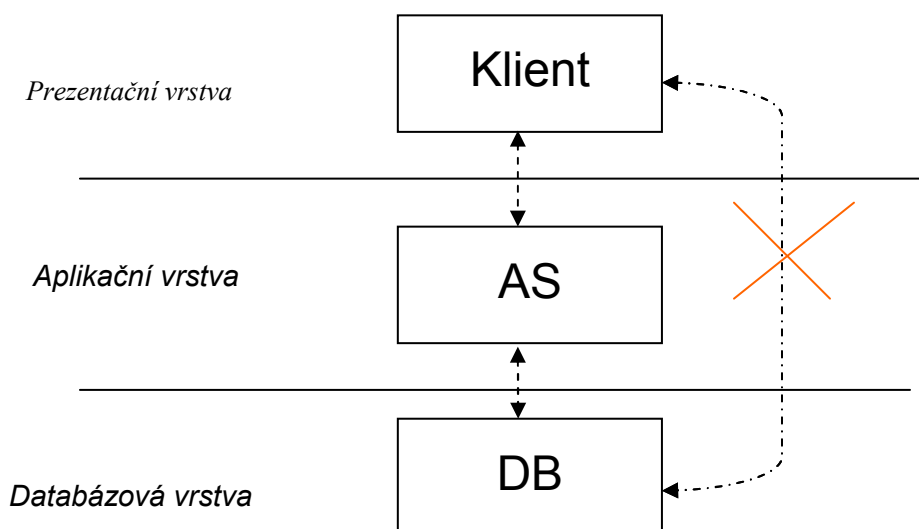 Klient
Prezentační vrstva
Aplikační vrstva
AS
Databázová vrstva
DB